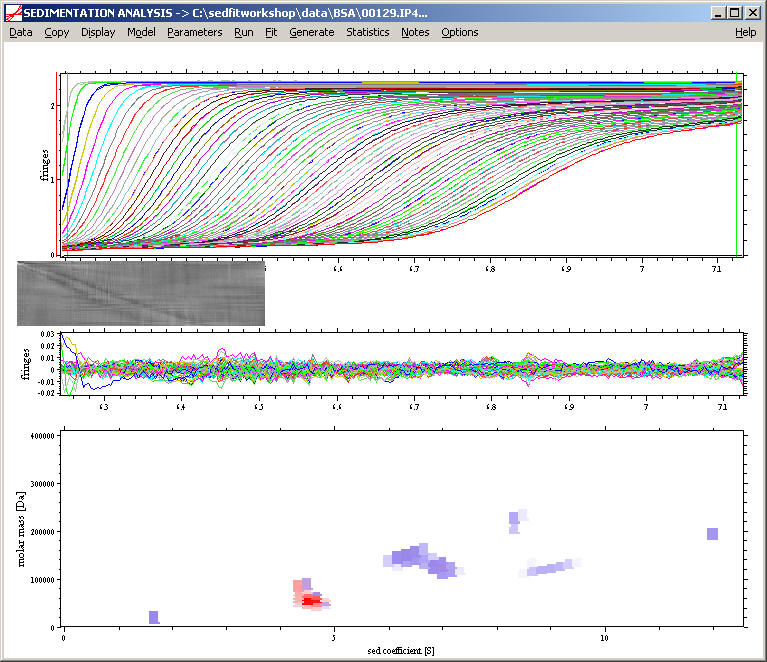 SEDIMENTATION ANALYSIS -> C:\sedfitworkshop\data\BSA\00129.IP4...
Data Copy Display Model Parameters Run Fit Generate Statistics Notes Options Help
2
1
0
fringes
6.6 6.7 6.8 6.9 7 7.1
0.03
0.02
0.01
0
-0.01
-0.02
fringes
6.3 6.4 6.5 6.6 6.7 6.8 6.9 7 7.1
400000
300000
200000
100000
0
molar mass [Da]
0 5 10
sed coefficient [S]